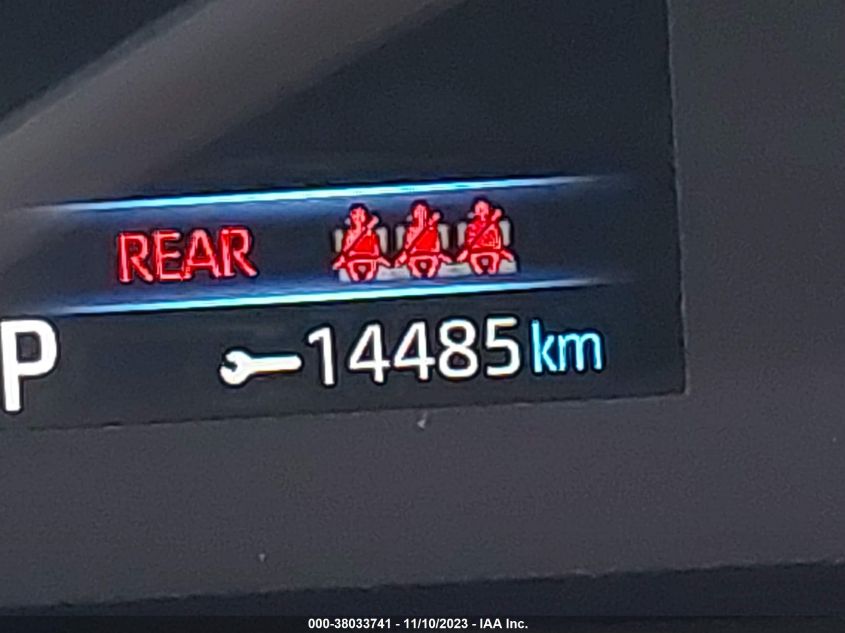 REAR
P
14485 km
000-38033741 - 11/10/2023 - IAA Inc.